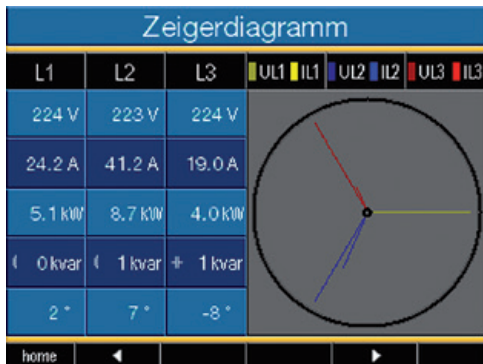 Zeigerdiagramm
L1 L2 L3 UL1 IL1 UL2 IL2 UL3 IL3
224 V 223 V 224 V
24.2 A 41.2 A 19.0 A
5.1 kW 8.7 kW 4.0 kW
0 kvar 1 kvar 1 kvar
2 ° 7 ° -8 °
home